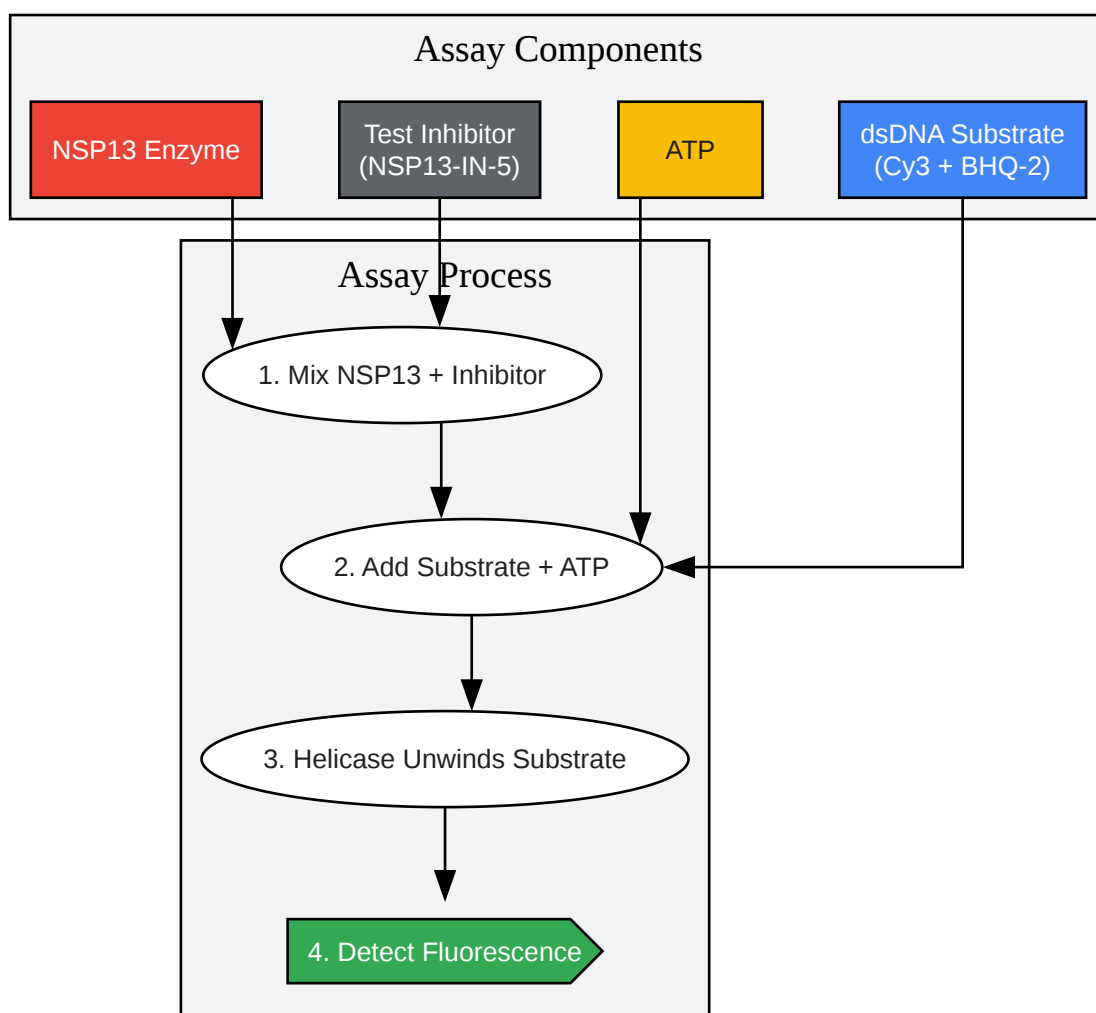 Assay Components
NSP13 Enzyme
Test Inhibitor
(NSP13-IN-5)
ATP
dsDNA Substrate
(Cy3 + BHQ-2)
Assay Process
1. Mix NSP13 + Inhibitor
2. Add Substrate + ATP
3. Helicase Unwinds Substrate
4. Detect Fluorescence